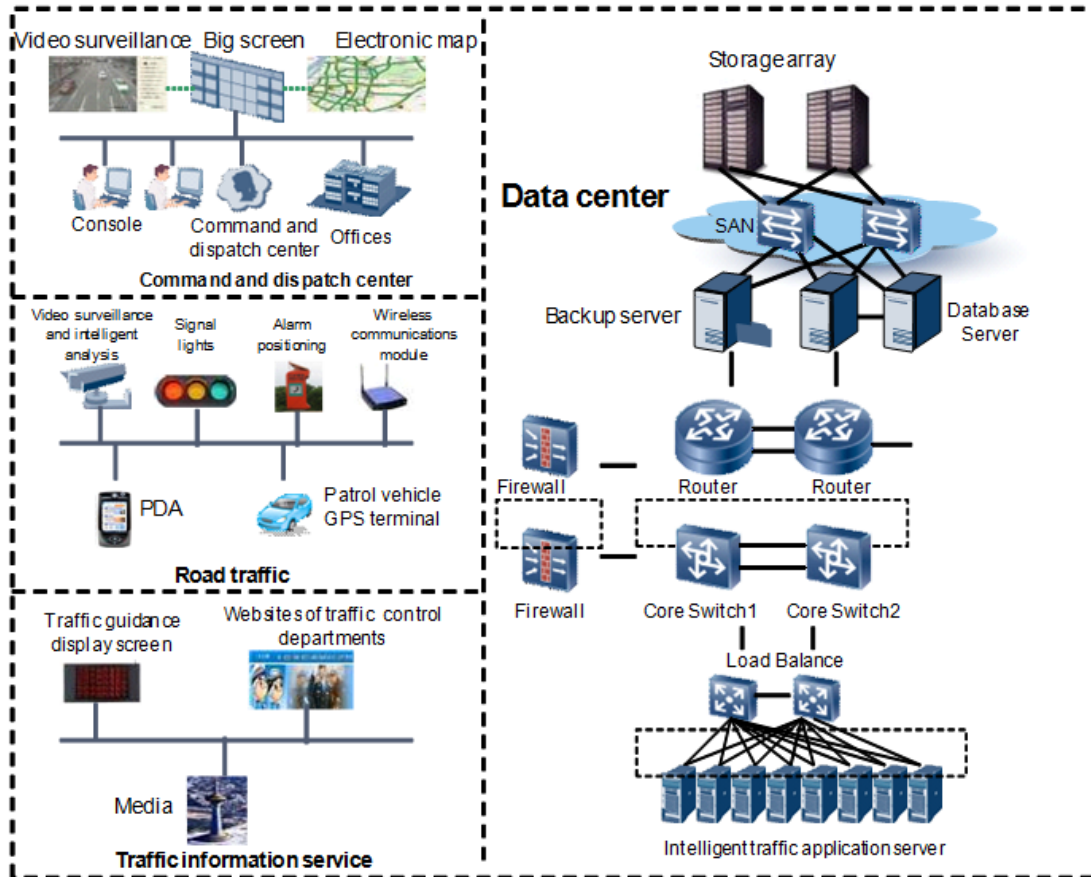 Video surveillance
Big screen
Electronic map
Console
Command and
dispatch center
Offices
Command and dispatch center
Video surveillance
and intelligent
analysis
Signal
lights
Alarm
positioning
Wireless
communications
module
PDA
Patrol vehicle
GPS terminal
Road traffic
Traffic guidance
display screen
Websites of traffic control
departments
Media
Traffic information service
Storage array
Data center
SAN
Backup server
Database
Server
Firewall
Router
Router
Firewall
Core Switch1
Core Switch2
Load Balance
Intelligent traffic application server